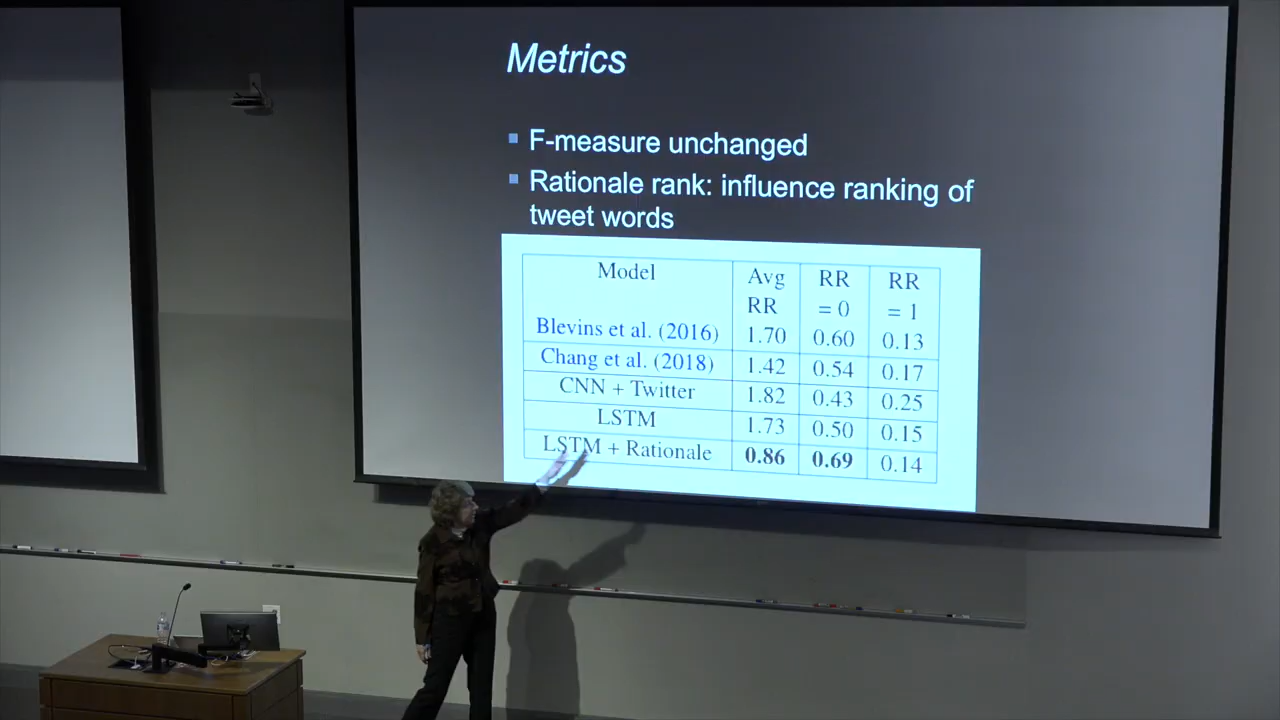 Metrics
F-measure unchanged
Rationale rank: influence ranking of
tweet words
Model Avg RR RR
RR = 0 = 1
Blevins et al. (2016) 1.70 0.60 0.13
Chang et al. (2018) 1.42 0.54 0.17
CNN + Twitter 1.82 0.43 0.25
LSTM 1.73 0.50 0.15
LSTM + Rationale 0.86 0.69 0.14